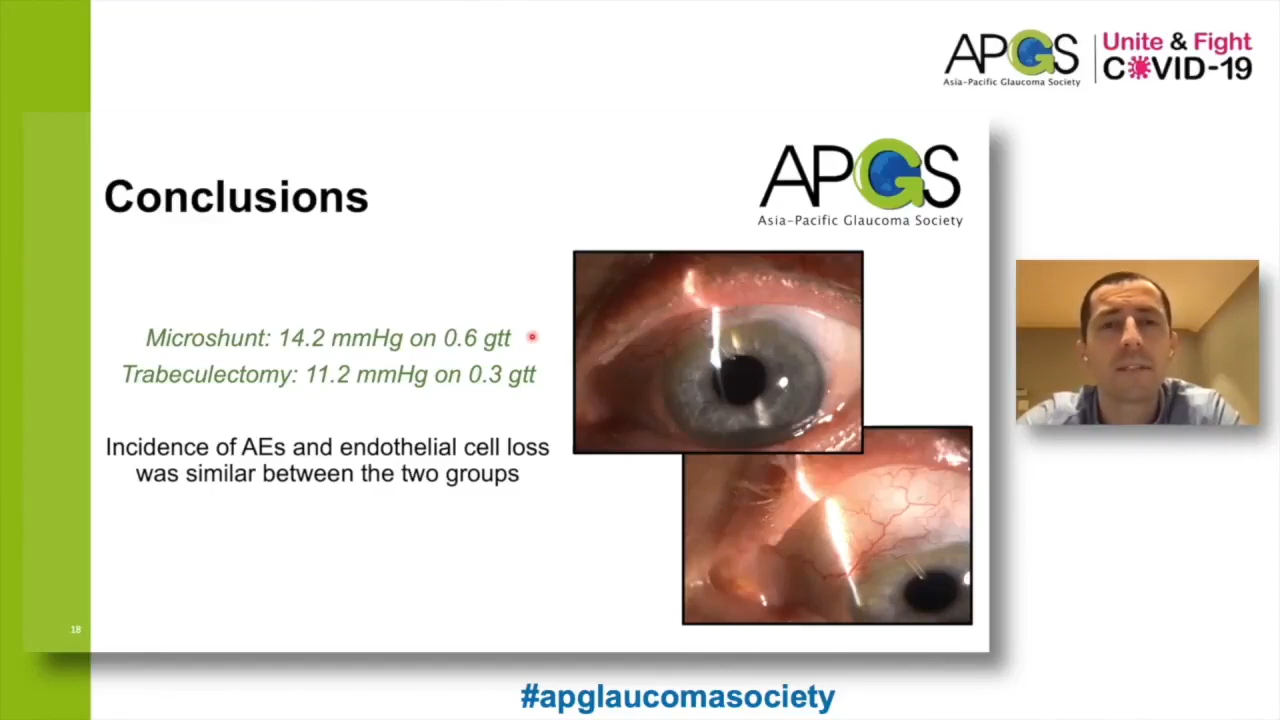 APGS
Asia-Pacific Glaucoma Society
Unite & Fight
COVID-19
APGS
Asia-Pacific Glaucoma Society
Conclusions
Microshunt: 14.2 mmHg on 0.6 gtt
Trabeculectomy: 11.2 mmHg on 0.3 gtt
Incidence of AEs and endothelial cell loss
was similar between the two groups
18
#apglaucomasociety